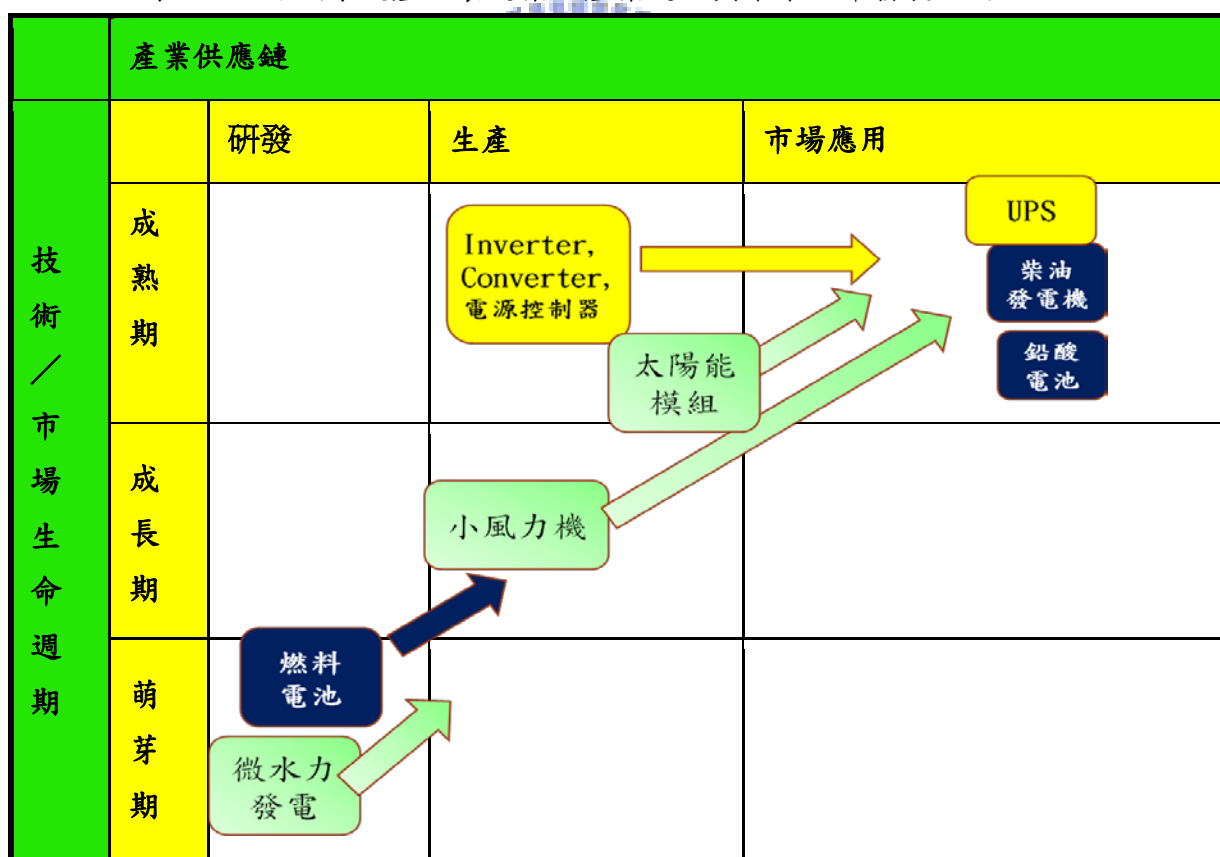 產業供應鏈
研發
生產
市場應用
技術／市場生命週期
成熟期
Inverter,
Converter,
電源控制器
太陽能
模組
UPS
柴油
發電機
鉛酸
電池
成長期
小風力機
萌芽期
燃料
電池
微水力
發電